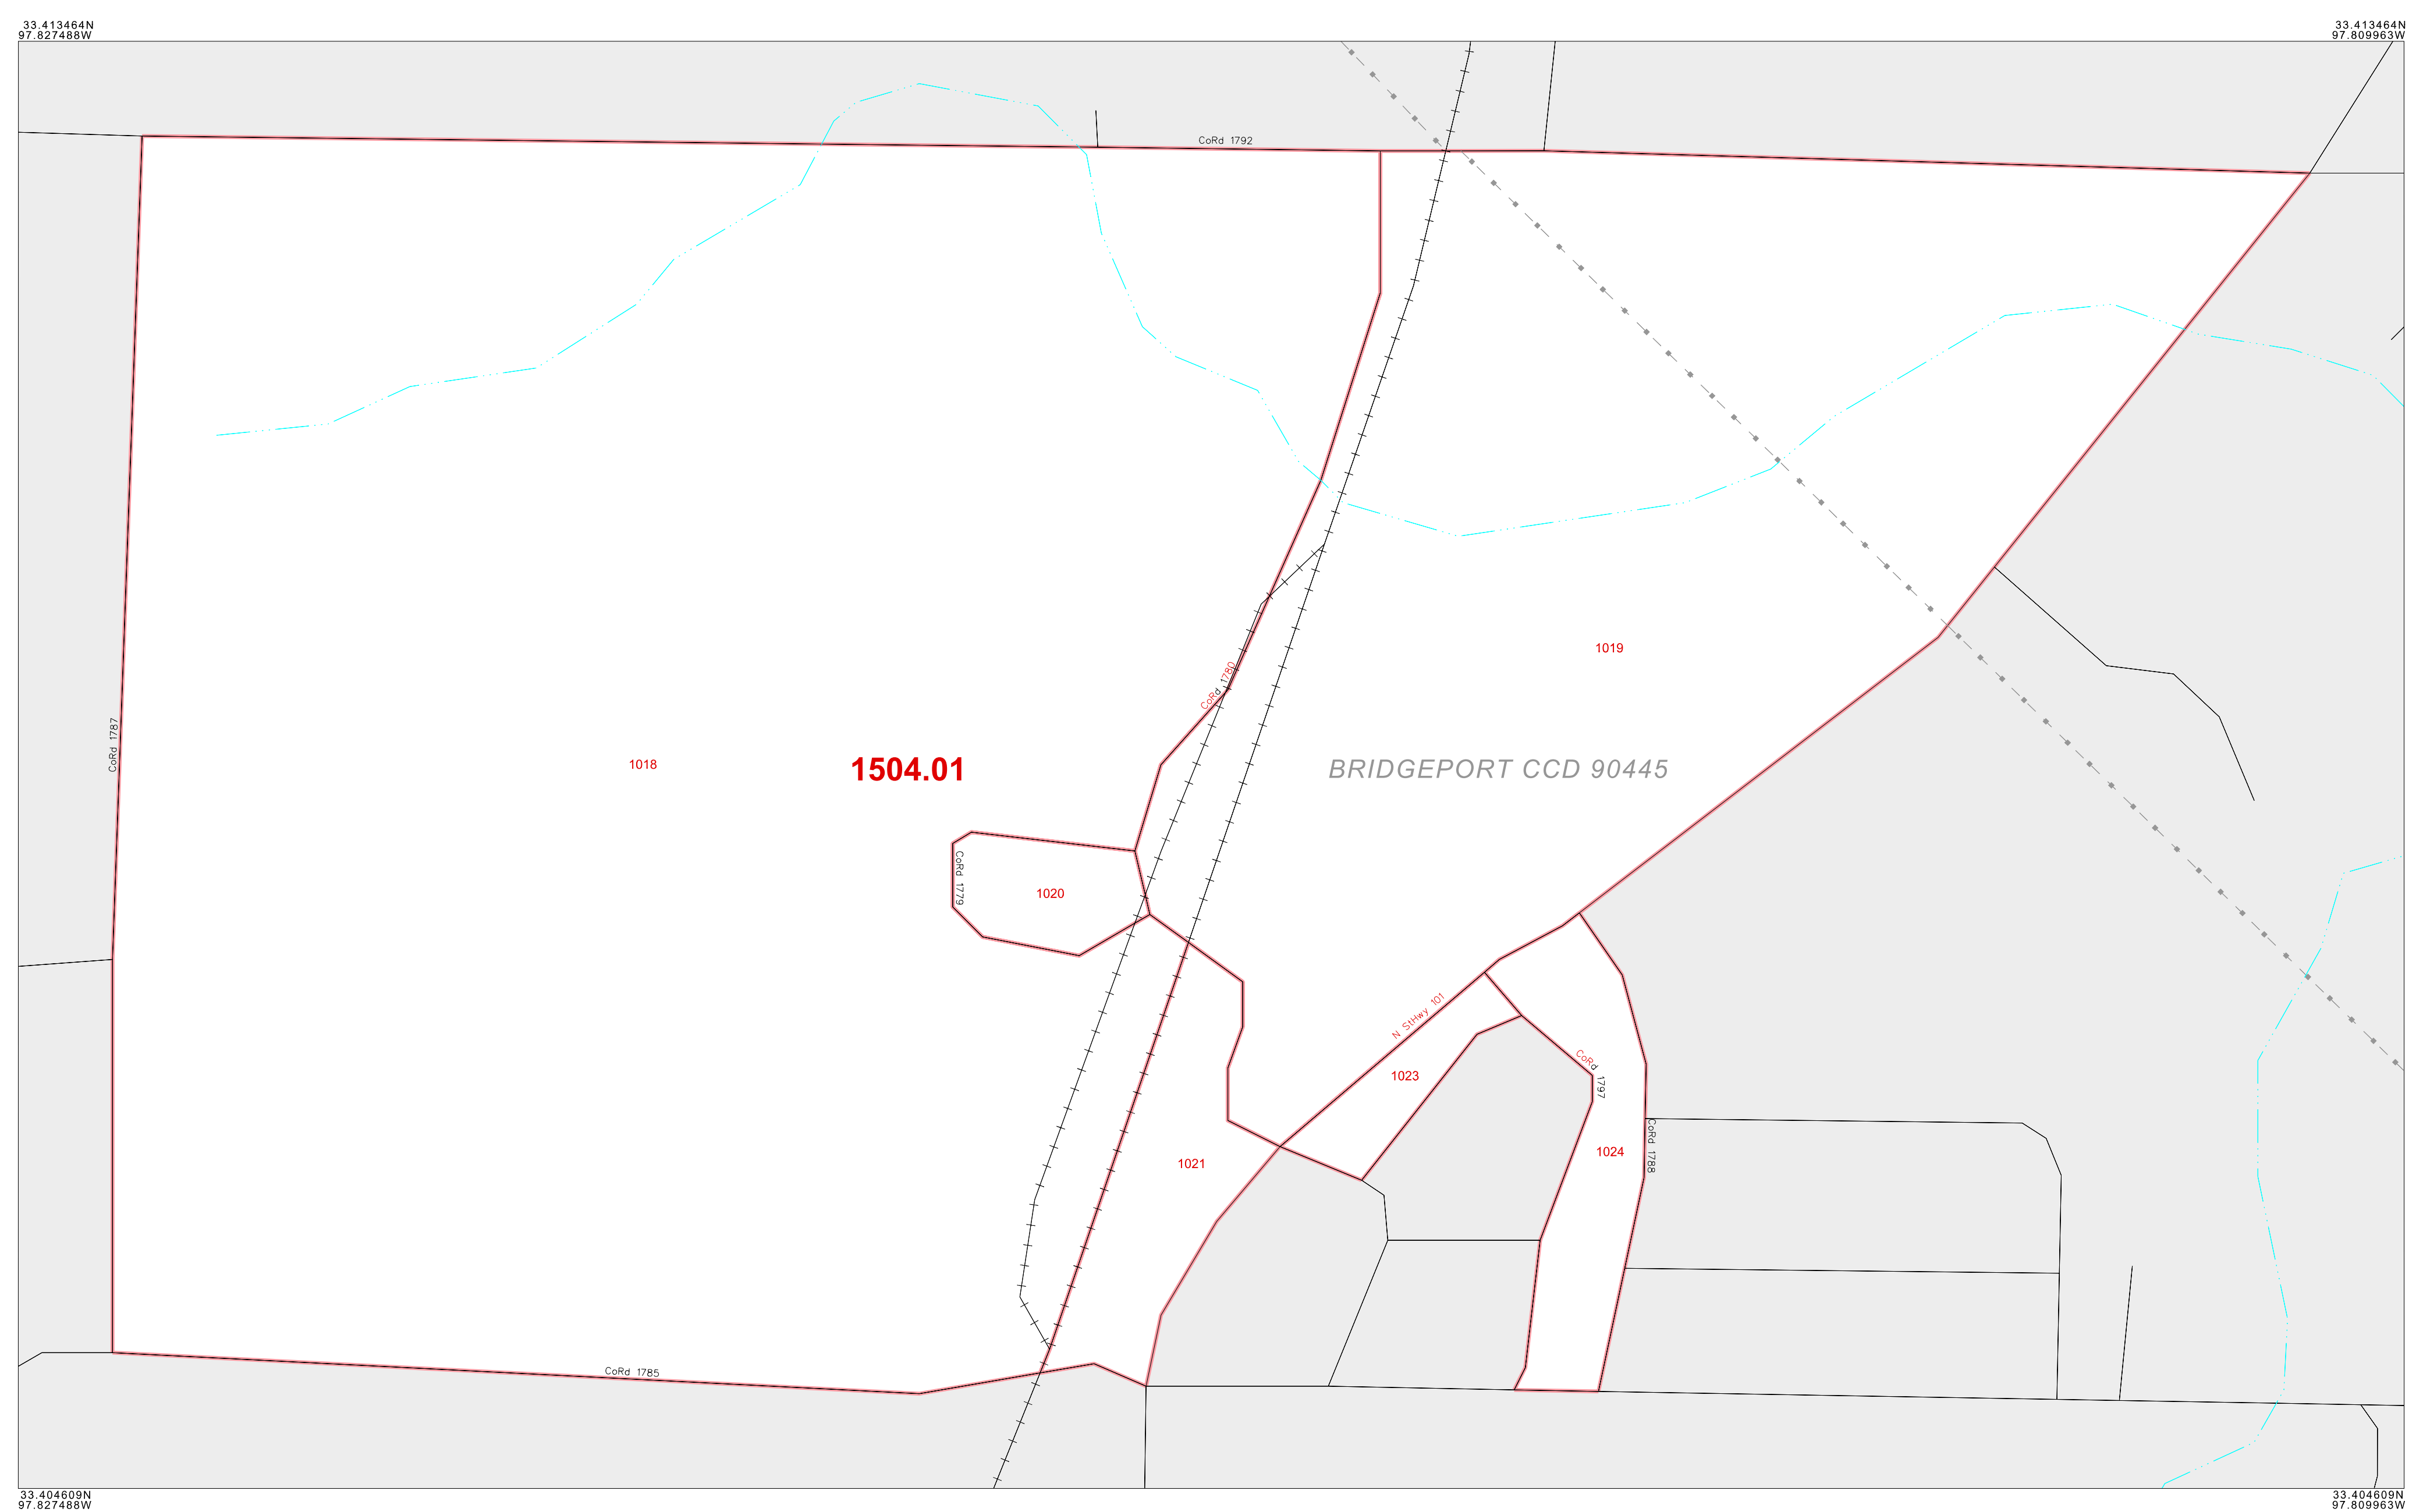 33.413464N
97.827488W
33.413464N
97.809963W
CoRd 1792
1019
CoRd 1780
CoRd 1787
1018
1504.01
BRIDGEPORT CCD 90445
CoRd 1779
1020
N StHwy 101
1023
CoRd 1797
1024
CoRd 1788
1021
CoRd 1785
33.404609N
97.827488W
33.404609N
97.809963W